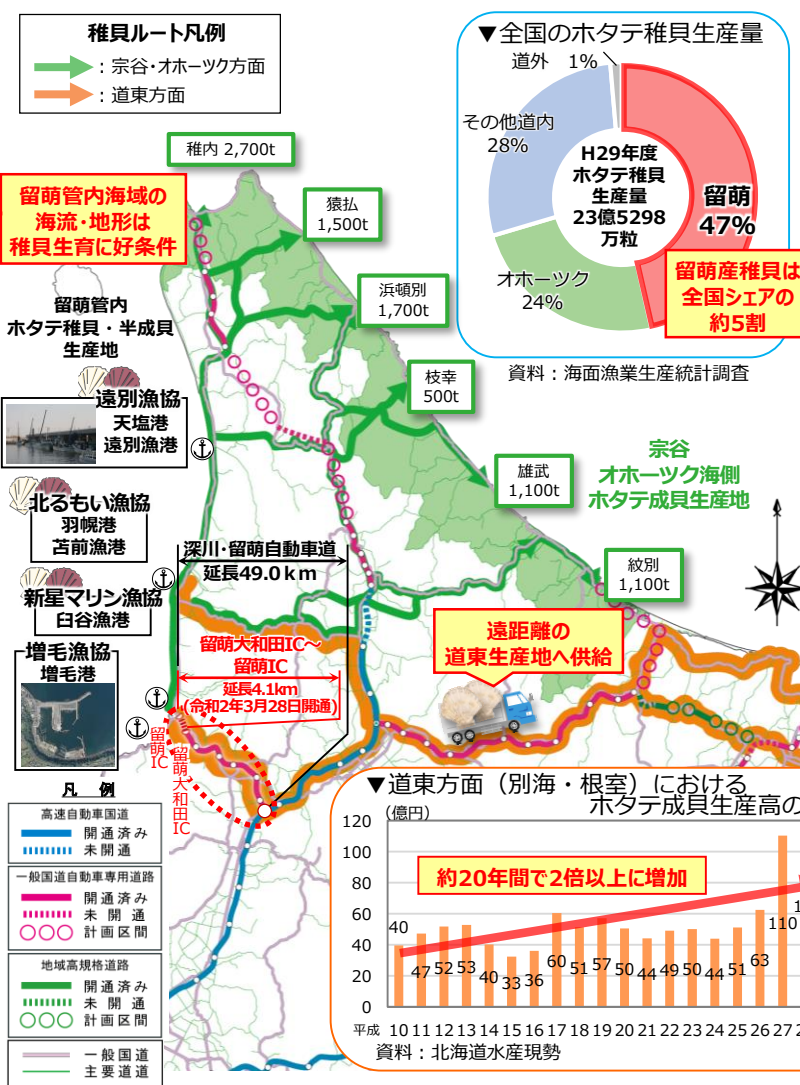 稚貝ルート凡例
：宗谷・オホーツク方面
：道東方面
▼全国のホタテ稚貝生産量
道外 1%
その他道内
28%
H29年度
ホタテ稚貝
生産量
23億5298
万粒
留萌
47%
オホーツク
24%
留萌産稚貝は
全国シェアの
約5割
資料：海面漁業生産統計調査
稚内 2,700t
留萌管内海域の
海流・地形は
稚貝生育に好条件
猿払
1,500t
浜頓別
1,700t
枝幸
500t
雄武
1,100t
紋別
1,100t
留萌管内
ホタテ稚貝・半成貝
生産地
遠別漁協
天塩港
遠別漁港
北るもい漁協
羽幌港
苫前漁港
新星マリン漁協
臼谷漁港
増毛漁協
増毛港
宗谷
オホーツク海側
ホタテ成貝生産地
深川・留萌自動車道
延長49.0ｋｍ
留萌大和田IC～
留萌IC
延長4.1km
(令和2年3月28日開通)
遠距離の
道東生産地へ供給
留萌IC
留萌大和田IC
凡 例
高速自動車国道
開通済み
未開通
一般国道自動車専用道路
開通済み
未開通
計画区間
地域高規格道路
開通済み
未開通
計画区間
一般国道
主要道道
▼道東方面（別海・根室）における
ホタテ成貝生産高の
(億円)
120
100
80
60
40
20
0
約20年間で2倍以上に増加
40 47 52 53 40 33 36 60 51 57 50 44 49 50 44 51 63 110
平成 10 11 12 13 14 15 16 17 18 19 20 21 22 23 24 25 26 27
資料：北海道水産現勢